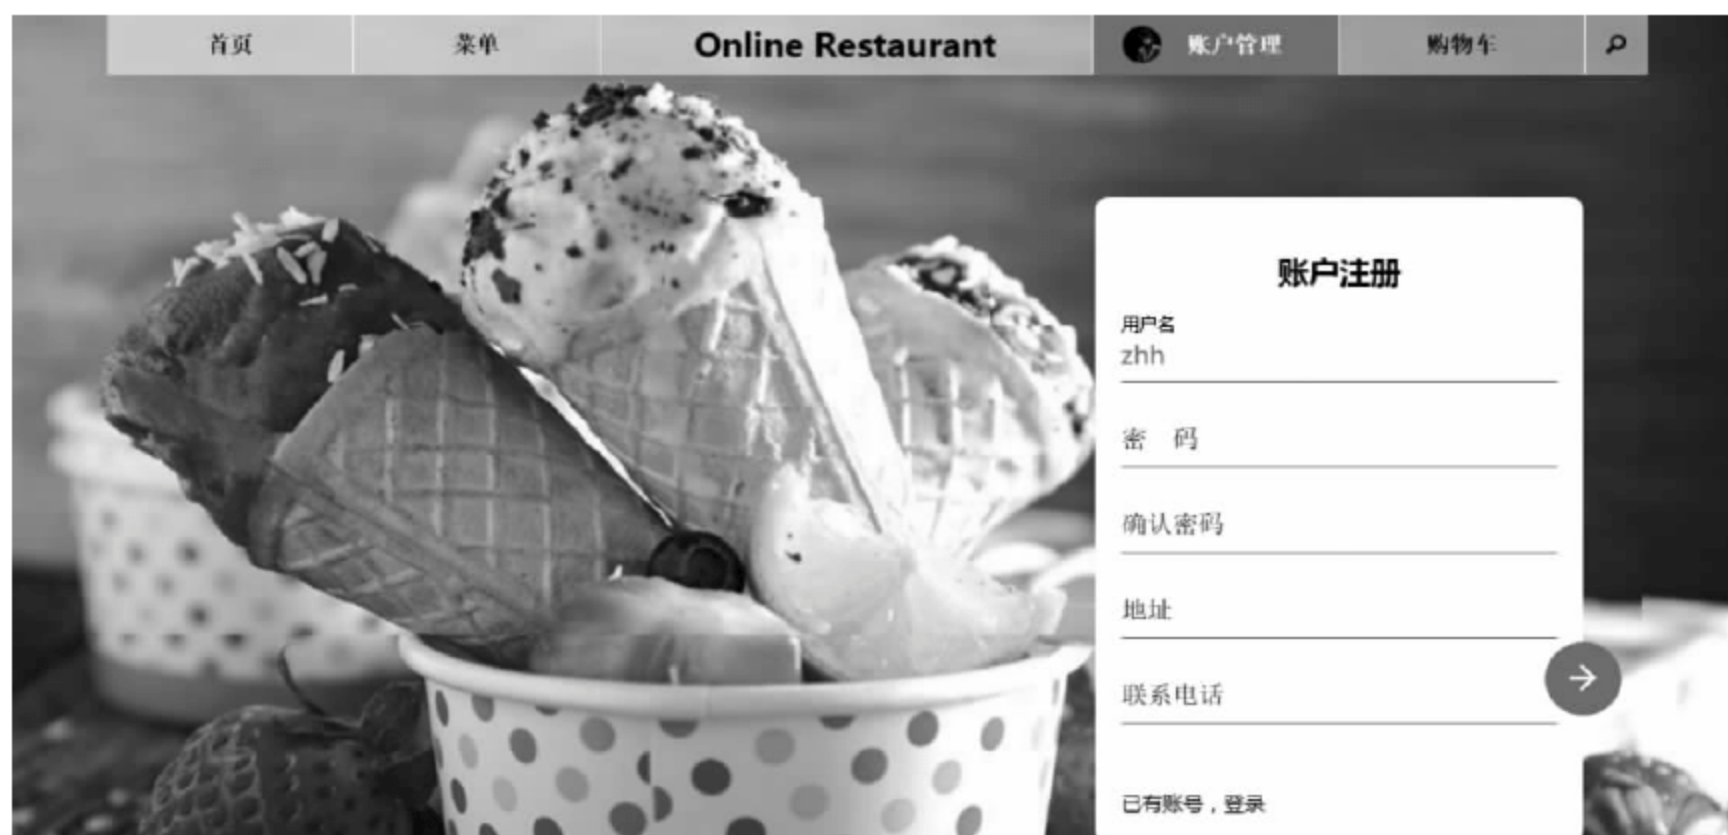 首页 菜单 Online Restaurant 账户管理 购物车
账户注册
用户名
zhh
密 码
确认密码
地址
联系电话
已有账号，登录